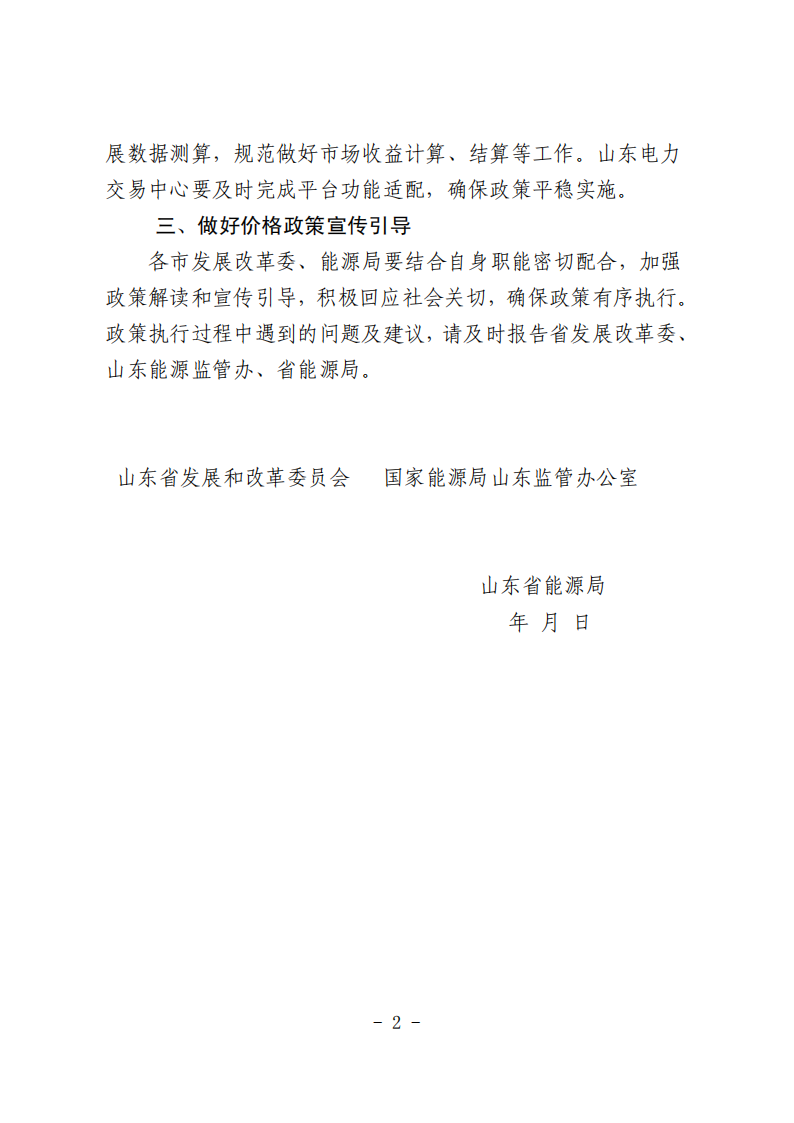 展数据测算，规范做好市场收益计算、结算等工作。山东电力
交易中心要及时完成平台功能适配，确保政策平稳实施。
三、做好价格政策宣传引导
各市发展改革委、能源局要结合自身职能密切配合，加强
政策解读和宣传引导，积极回应社会关切，确保政策有序执行。
政策执行过程中遇到的问题及建议，请及时报告省发展改革委、
山东能源监管办、省能源局。
山东省发展和改革委员会 国家能源局山东监管办公室
山东省能源局
年 月 日
- 2 -